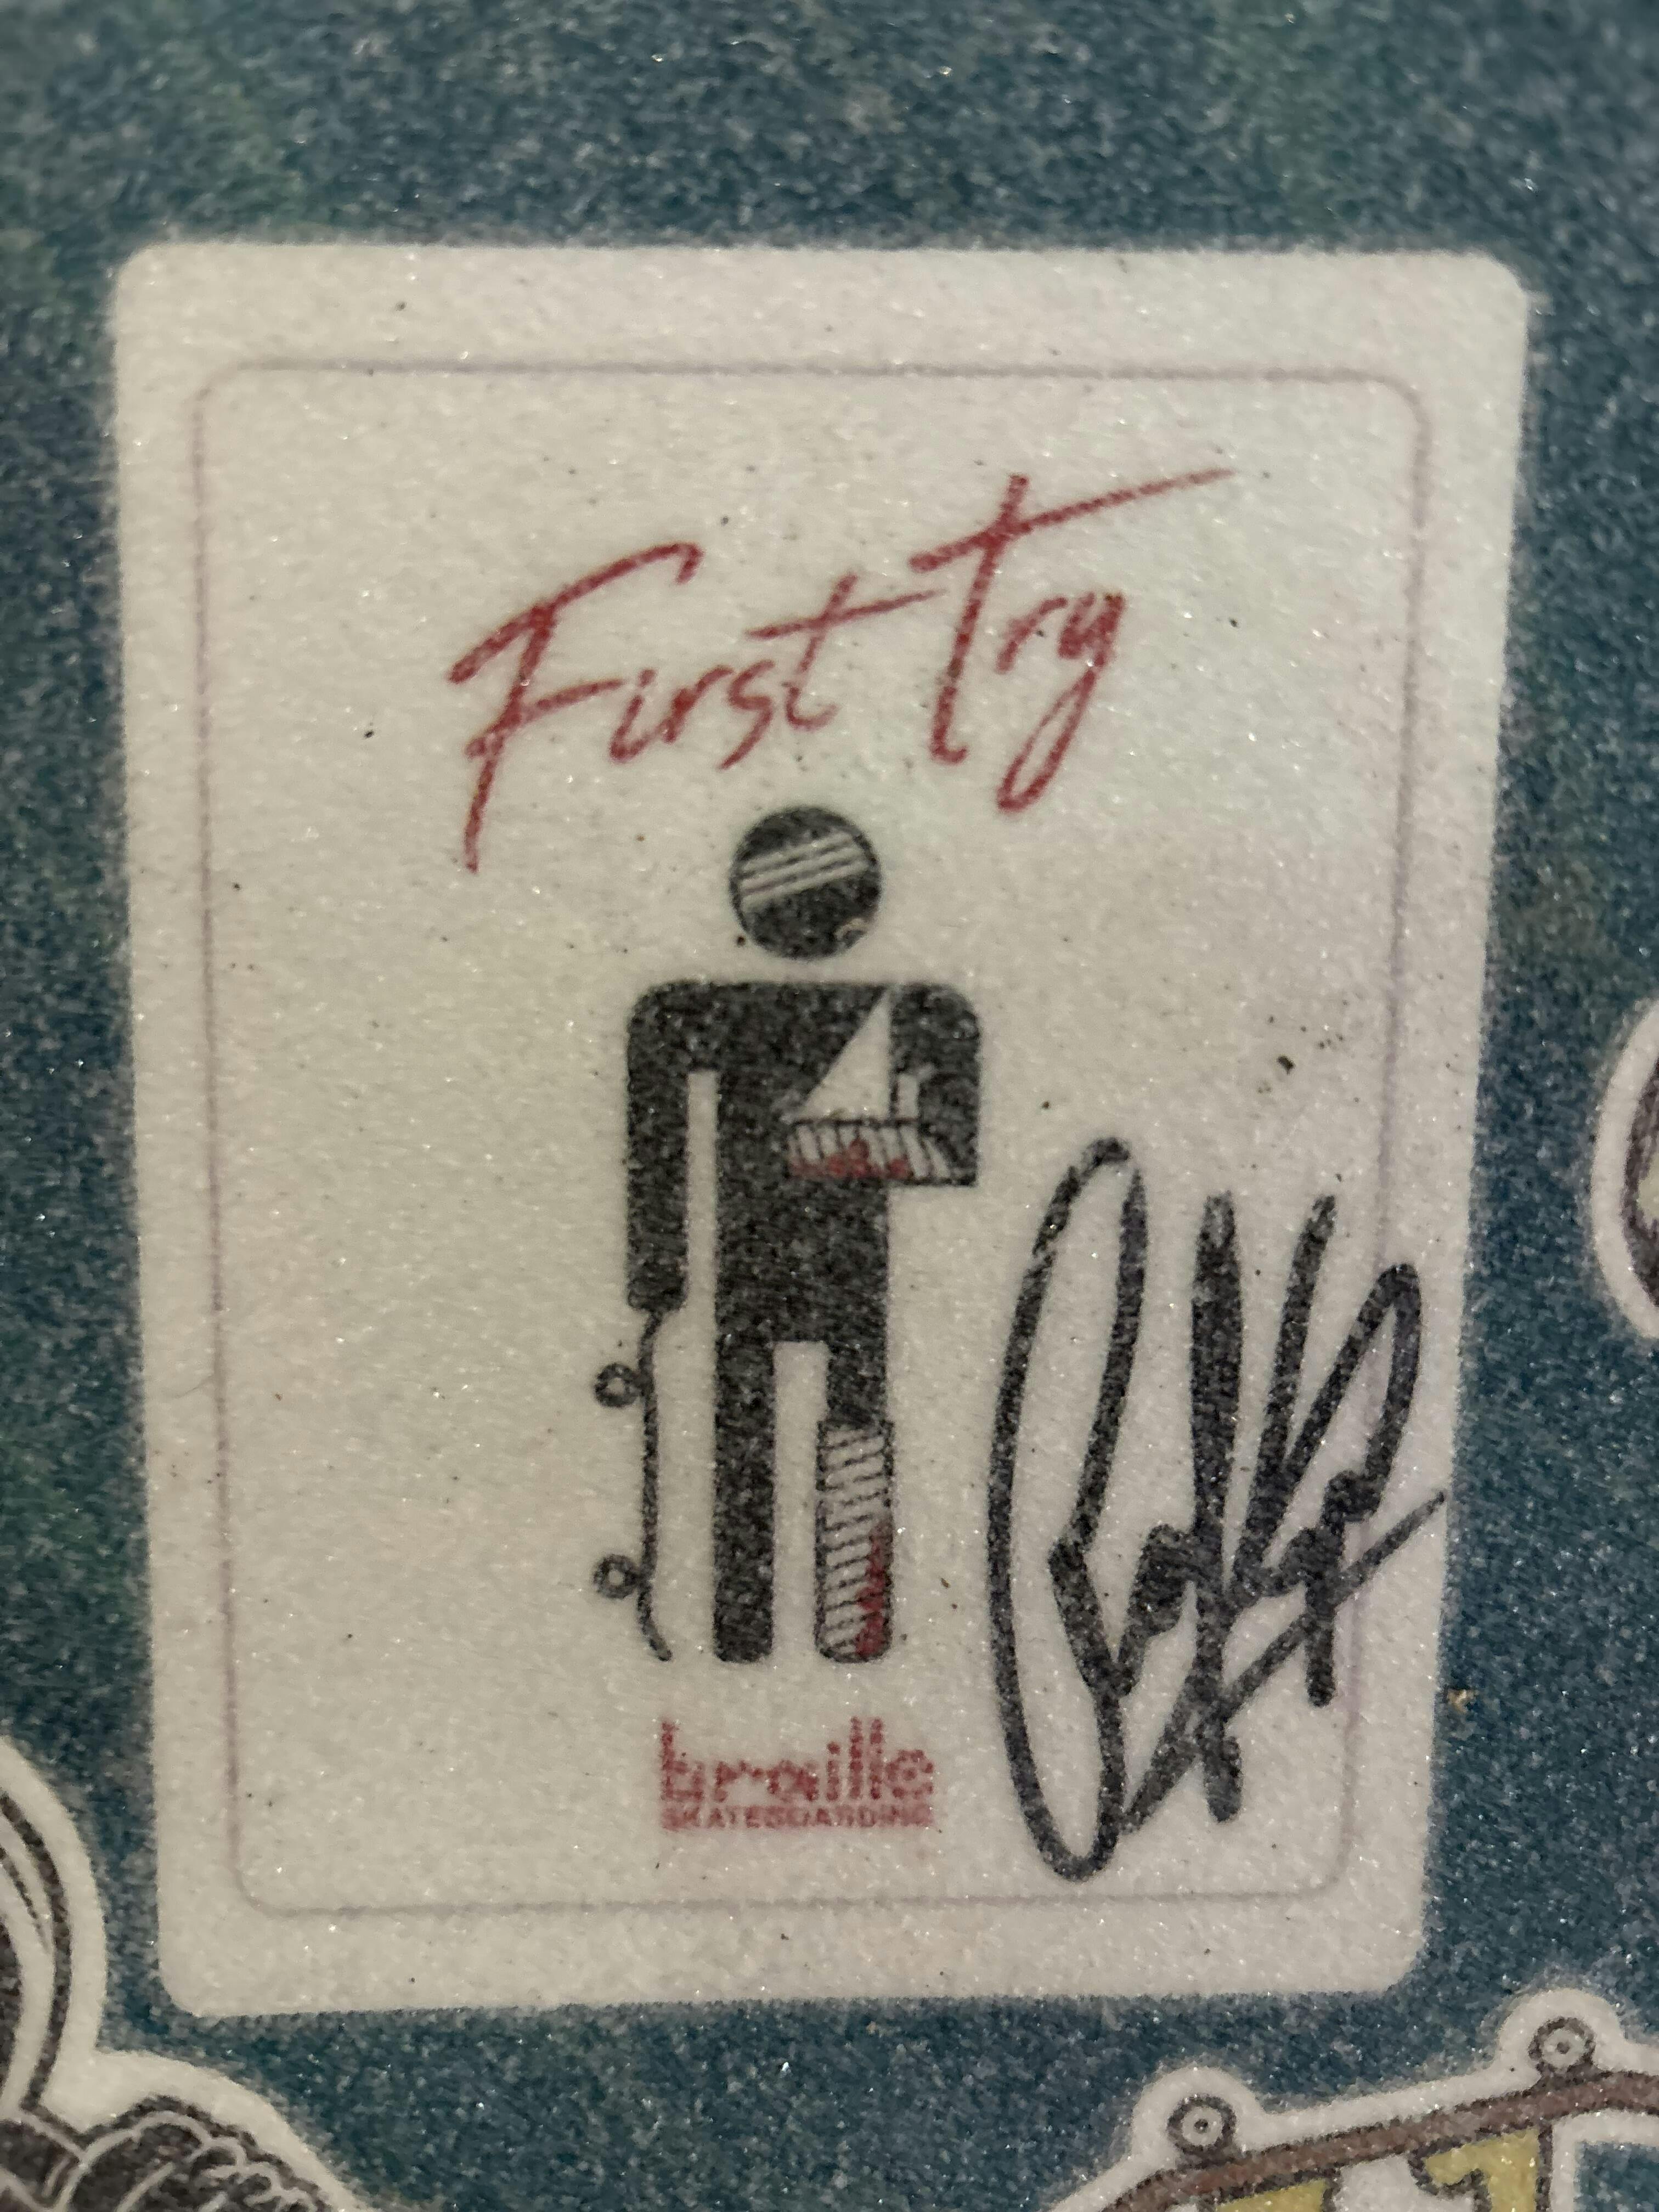 First Try
braille
SKATEBOARDING